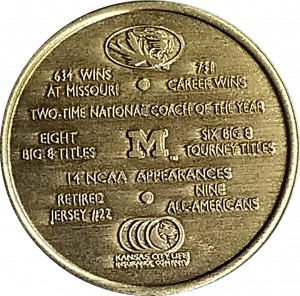 634 WINS
AT MISSOURI
CAREER WINS
TWO-TIME NATIONAL COACH OF THE YEAR
EIGHT
BIG 8 TITLES
M
SIX BIG 8
TOURNEY TITLES
14 NCAA APPEARANCES
RETIRED
JERSEY #22
NINE
ALL-AMERICANS
KANSAS CITY LIFE
INSURANCE COMPANY